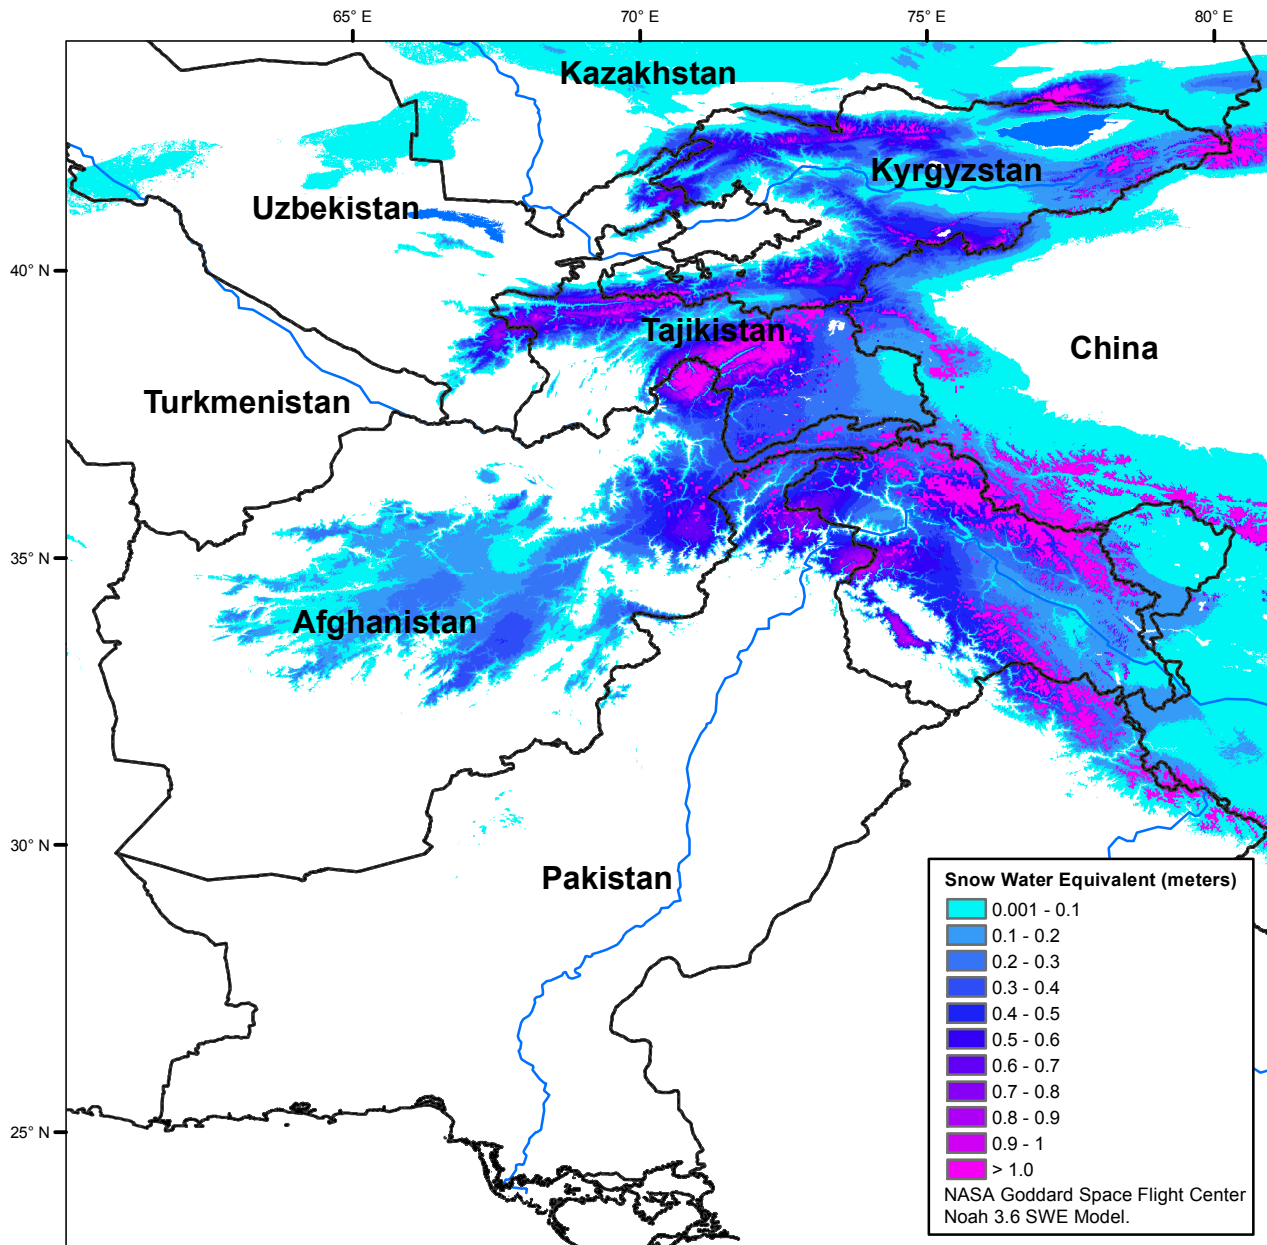 65° E
70° E
75° E
80° E
Kazakhstan
Kyrgyzstan
Uzbekistan
40° N
Tajikistan
China
Turkmenistan
35° N
Afghanistan
30° N
Pakistan
25° N
Snow Water Equivalent (meters)
0.001 - 0.1
0.1 - 0.2
0.2 - 0.3
0.3 - 0.4
0.4 - 0.5
0.5 - 0.6
0.6 - 0.7
0.7 - 0.8
0.8 - 0.9
0.9 - 1
> 1.0
NASA Goddard Space Flight Center
Noah 3.6 SWE Model.